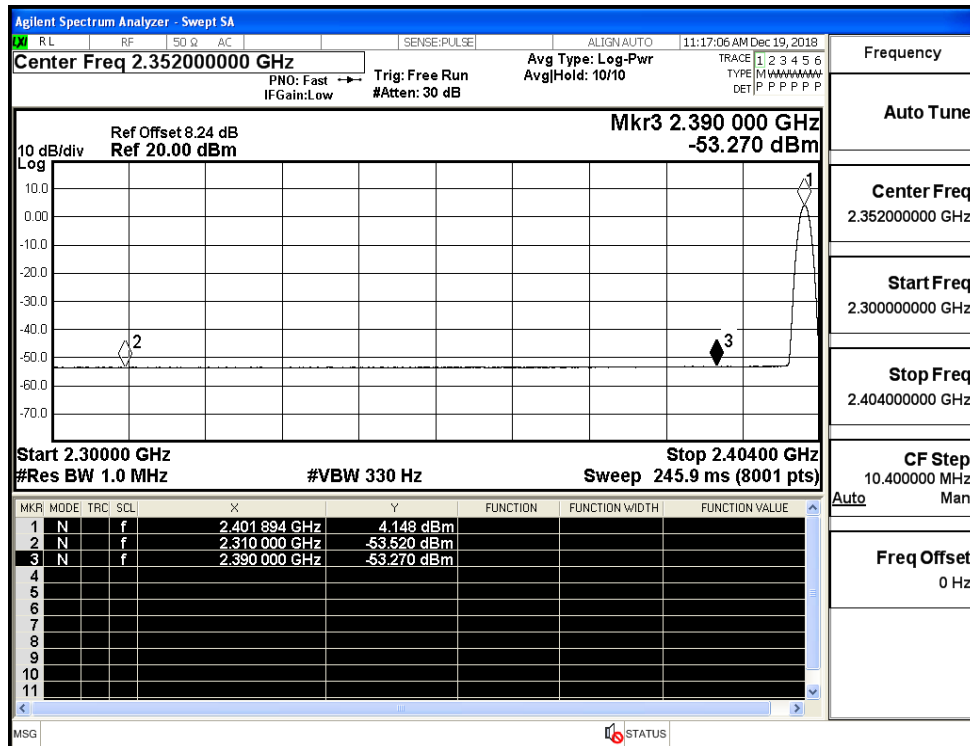 Agilent Spectrum Analyzer - Swept SA
LXI RL RF 50 Ω AC SENSE:PULSE ALIGN AUTO 11:17:06 AM Dec 19, 2018
Center Freq 2.352000000 GHz
PNO: Fast
IFGain:Low
Trig: Free Run
#Atten: 30 dB
Avg Type: Log-Pwr
Avg|Hold: 10/10
TRACE 1 2 3 4 5 6
TYPE M WWWWW
DET P P P P P P
Ref Offset 8.24 dB
Ref 20.00 dBm
Mkr3 2.390 000 GHz
-53.270 dBm
10 dB/div
Log
10.0
0.00
-10.0
-20.0
-30.0
-40.0
-50.0
-60.0
-70.0
1
2
3
Start 2.30000 GHz Stop 2.40400 GHz
#Res BW 1.0 MHz #VBW 330 Hz Sweep 245.9 ms (8001 pts)
MKR MODE TRC SCL X Y FUNCTION FUNCTION WIDTH FUNCTION VALUE
1 N f 2.401 894 GHz 4.148 dBm
2 N f 2.310 000 GHz -53.520 dBm
3 N f 2.390 000 GHz -53.270 dBm
4
5
6
7
8
9
10
11
MSG STATUS
Frequency
Auto Tune
Center Freq
2.352000000 GHz
Start Freq
2.300000000 GHz
Stop Freq
2.404000000 GHz
CF Step
10.400000 MHz
Auto Man
Freq Offset
0 Hz